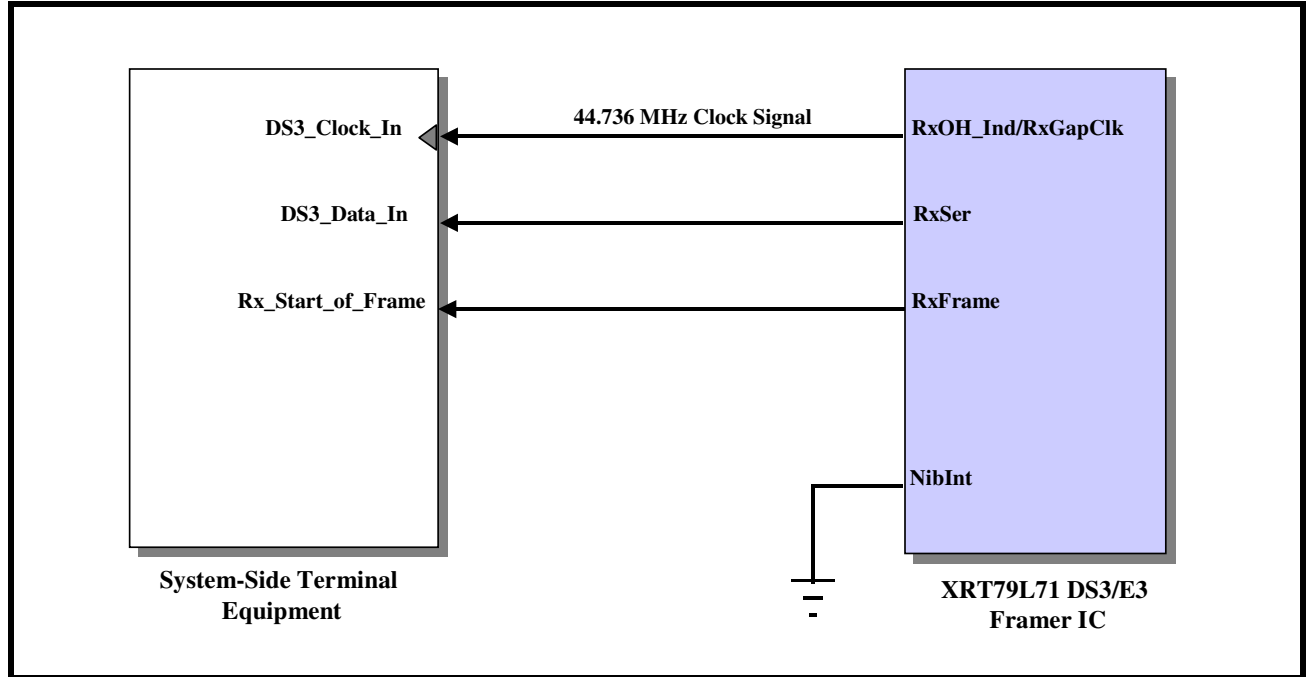 DS3_Clock_In
44.736 MHz Clock Signal
RxOH_Ind/RxGapClk
DS3_Data_In
RxSer
Rx_Start_of_Frame
RxFrame
NibInt
System-Side Terminal
Equipment
XRT79L71 DS3/E3
Framer IC